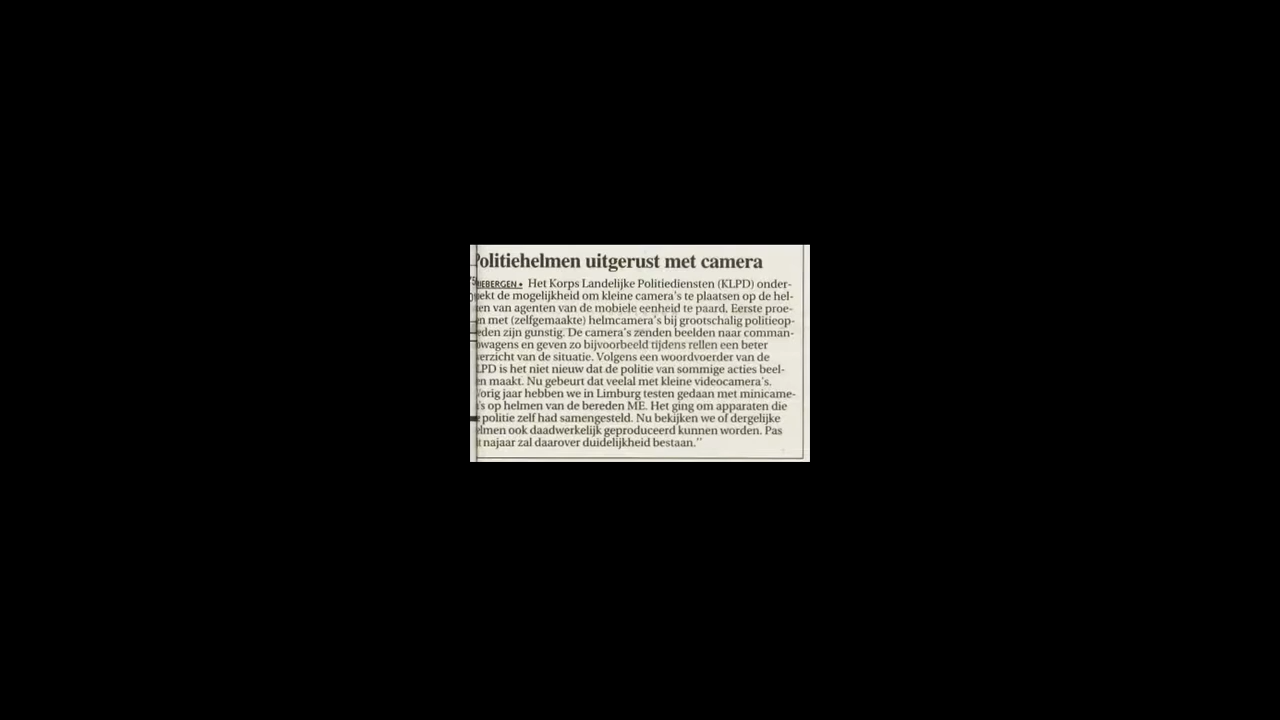 Politiehelmen uitgerust met camera
IEBERGEN • Het Korps Landelijke Politiediensten (KLPD) onder-
ekt de mogelijkheid om kleine camera's te plaatsen op de hel-
en van agenten van de mobiele eenheid te paard. Eerste proe-
en met (zelfgemaakte) helmcamera's bij grootschalig politieop-
eden zijn gunstig. De camera's zenden beelden naar comman-
wagens en geven zo bijvoorbeeld tijdens rellen een beter
erzicht van de situatie. Volgens een woordvoerder van de
LPD is het niet nieuw dat de politie van sommige acties beel-
en maakt. Nu gebeurt dat veelal met kleine videocamera's.
Vorig jaar hebben we in Limburg testen gedaan met minicame-
's op helmen van de bereden ME. Het ging om apparaten die
politie zelf had samengesteld. Nu bekijken we of dergelijke
elmen ook daadwerkelijk geproduceerd kunnen worden. Pas
t najaar zal daarover duidelijkheid bestaan.''